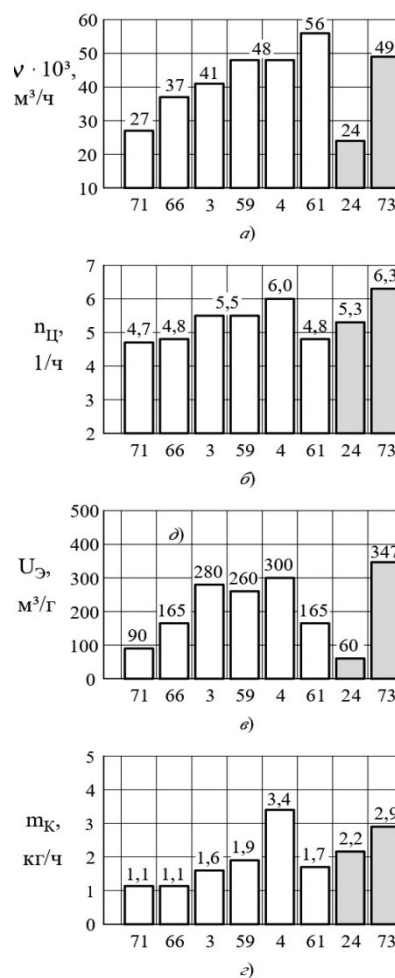 60
56
ν · 10³,
м³/ч
50
48
49
41
40
37
30
27
24
20
10
71 66 3 59 4 61 24 73
а)
7
6,3
6,0
6
5,5
5,3
n_Ц,
1/ч
5
4,7 4,8
4,8
4
3
2
71 66 3 59 4 61 24 73
б)
500
д)
400
347
U_Э,
м³/г
300
280 260 300
200
165
165
100
90
60
0
71 66 3 59 4 61 24 73
в)
5
4
3,4
m_К,
кг/ч
3
2,9
2,2
2
1,6 1,9
1,7
1,1 1,1
1
0
71 66 3 59 4 61 24 73
г)